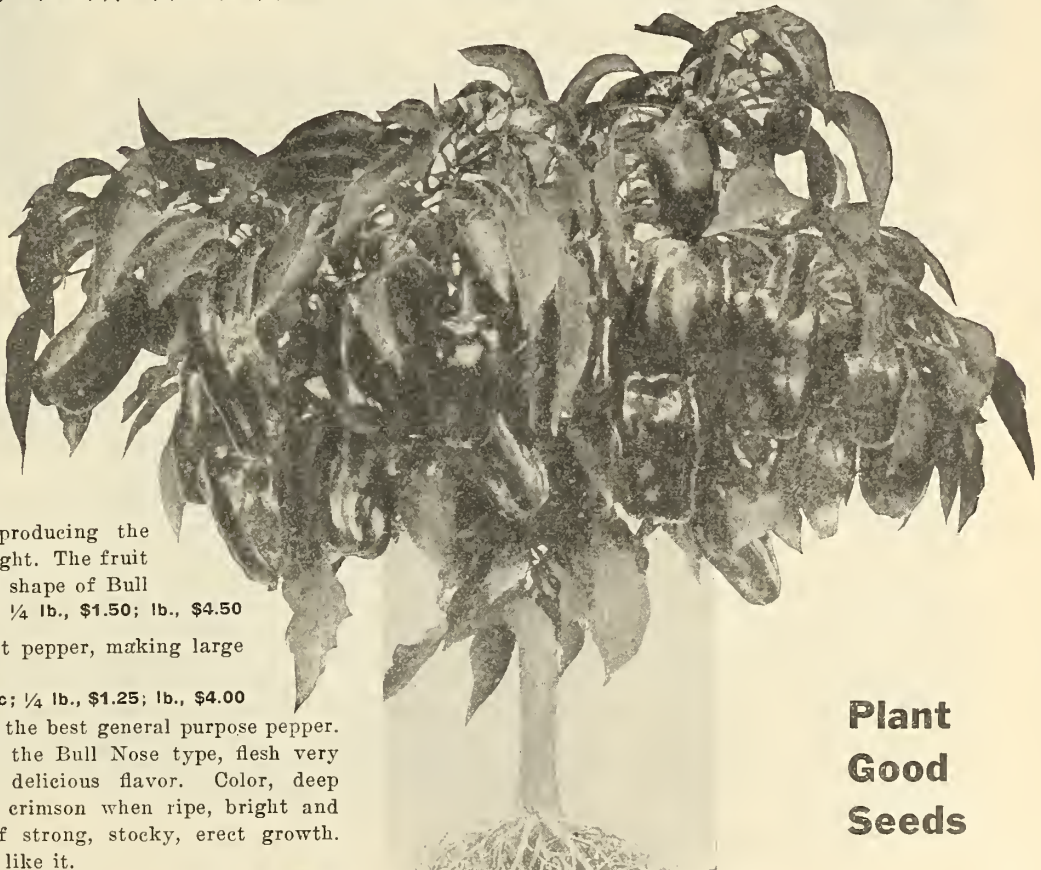 producing the
ght. The fruit
shape of Bull
¼ lb., $1.50; lb., $4.50
t pepper, making large
c; ¼ lb., $1.25; lb., $4.00
the best general purpose pepper.
the Bull Nose type, flesh very
delicious flavor. Color, deep
crimson when ripe, bright and
f strong, stocky, erect growth.
like it.
Plant
Good
Seeds